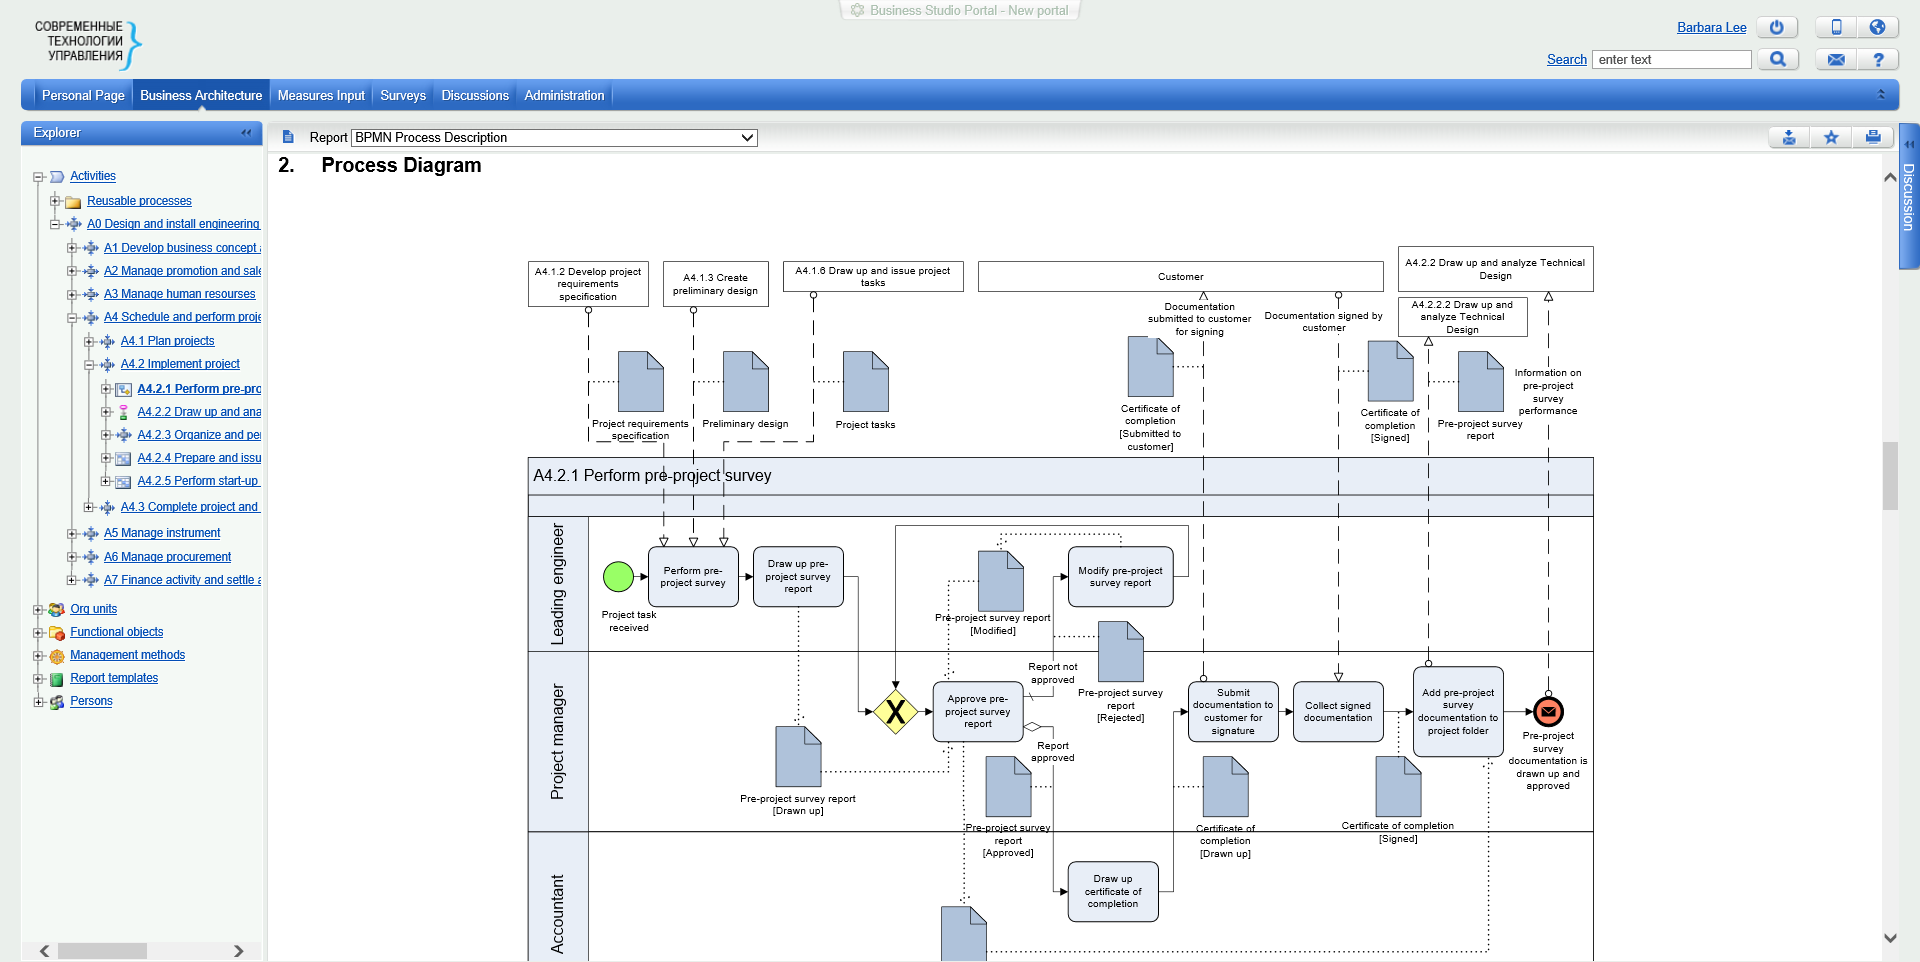 Business Studio Portal - New portal
СОВРЕМЕННЫЕ
ТЕХНОЛОГИИ
УПРАВЛЕНИЯ
Barbara Lee
Search
enter text
Personal Page
Business Architecture
Measures Input
Surveys
Discussions
Administration
Explorer
Activities
Reusable processes
A0 Design and install engineering
A1 Develop business concept
A2 Manage promotion and sale
A3 Manage human resourses
A4 Schedule and perform proje
A4.1 Plan projects
A4.2 Implement project
A4.2.1 Perform pre-pro
A4.2.2 Draw up and ana
A4.2.3 Organize and per
A4.2.4 Prepare and issu
A4.2.5 Perform start-up
A4.3 Complete project and
A5 Manage instrument
A6 Manage procurement
A7 Finance activity and settle a
Org units
Functional objects
Management methods
Report templates
Persons
Report
BPMN Process Description
Discussion
2. Process Diagram
A4.1.2 Develop project
requirements
specification
A4.1.3 Create
preliminary design
A4.1.6 Draw up and issue project
tasks
Customer
A4.2.2 Draw up and analyze Technical
Design
A4.2.2.2 Draw up and
analyze Technical
Design
Documentation
submitted to customer
for signing
Documentation signed by
customer
Project requirements
specification
Preliminary design
Project tasks
Certificate of
completion
[Submitted to
customer]
Certificate of
completion
[Signed]
Pre-project survey
report
Information on
pre-project
survey
performance
A4.2.1 Perform pre-project survey
Leading engineer
Project task
received
Perform pre-
project survey
Draw up pre-
project survey
report
Pre-project survey report
[Modified]
Modify pre-project
survey report
Project manager
Pre-project survey report
[Drawn up]
X
Approve pre-
project survey
report
Report not
approved
Pre-project survey
report
[Rejected]
Report
approved
Pre-project survey
report
[Approved]
Submit
documentation to
customer for
signature
Certificate of
completion
[Drawn up]
Collect signed
documentation
Certificate of completion
[Signed]
Add pre-project
survey
documentation to
project folder
Pre-project
survey
documentation is
drawn up and
approved
Accountant
Draw up
certificate of
completion